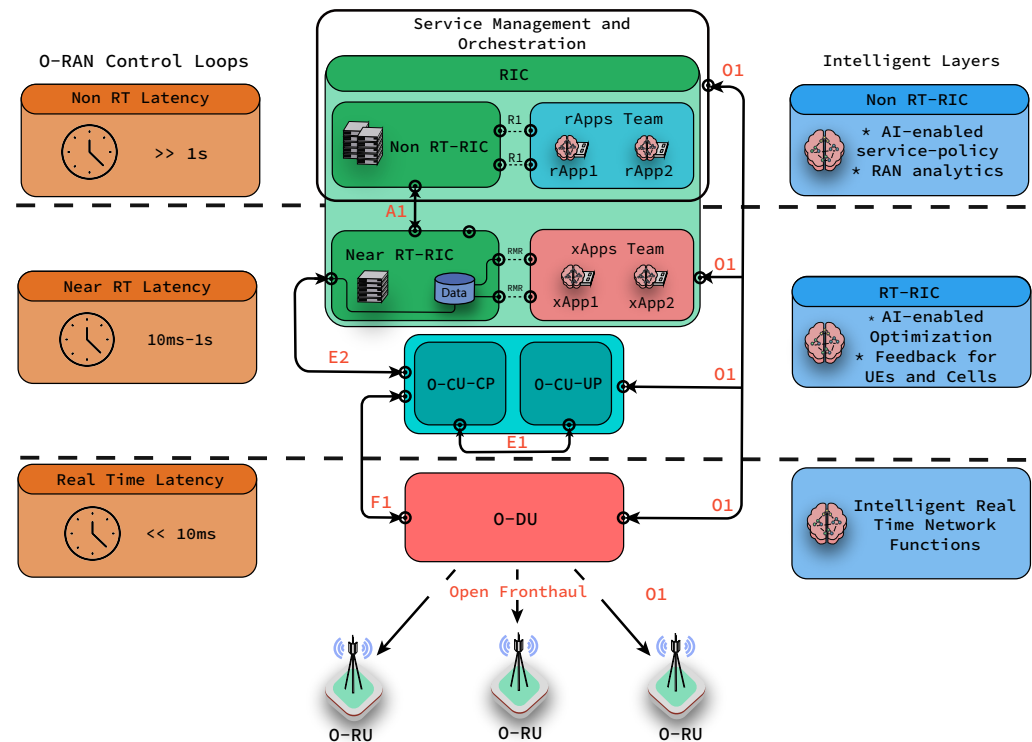 Service Management and
Orchestration
O-RAN Control Loops
Intelligent Layers
RIC
O1
Non RT Latency
>> 1s
Non RT-RIC
R1
R1
rApps Team
rApp1
rApp2
Non RT-RIC
* AI-enabled
service-policy
* RAN analytics
A1
Near RT Latency
10ms-1s
Near RT-RIC
Data
RMR
RMR
xApps Team
xApp1
xApp2
O1
RT-RIC
* AI-enabled
Optimization
* Feedback for
UEs and Cells
E2
O-CU-CP
O-CU-UP
O1
E1
Real Time Latency
<< 10ms
F1
O-DU
O1
Intelligent Real
Time Network
Functions
Open Fronthaul
O1
O-RU
O-RU
O-RU